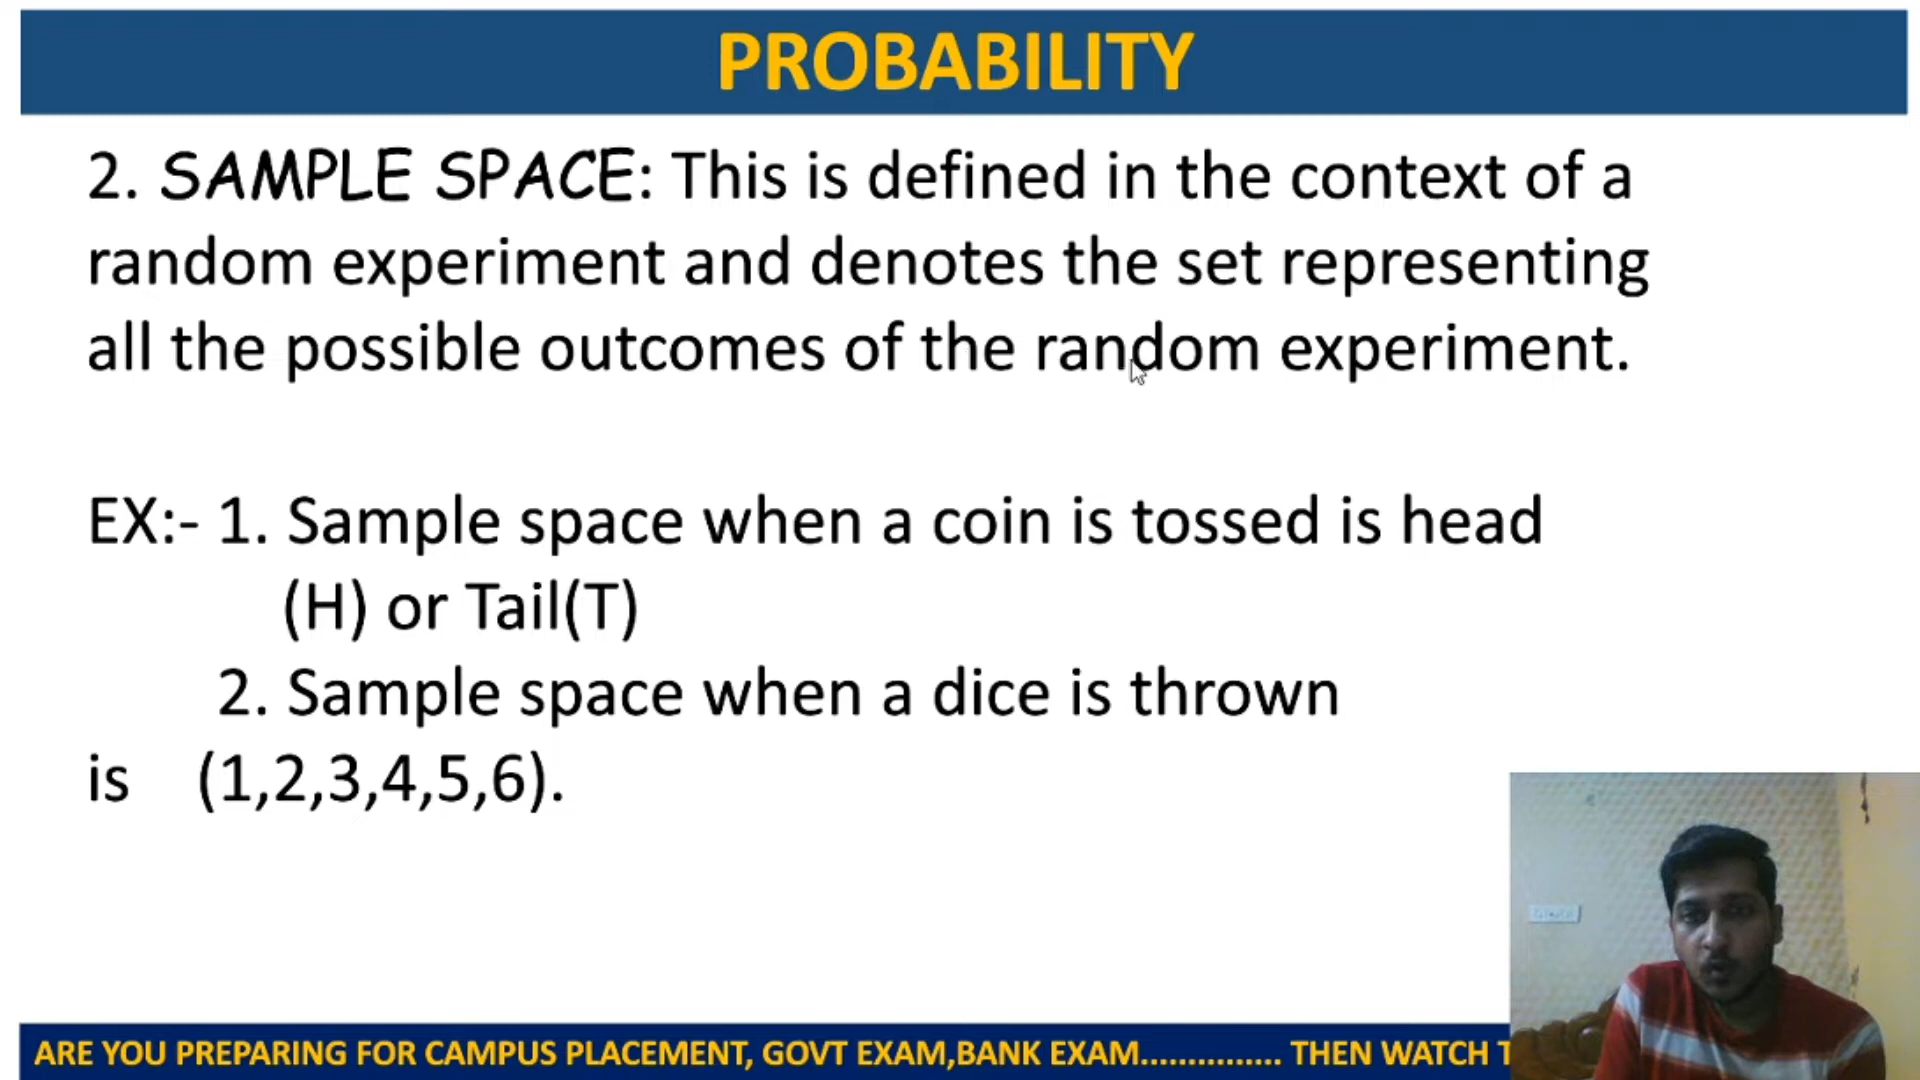 PROBABILITY
2. SAMPLE SPACE: This is defined in the context of a
random experiment and denotes the set representing
all the possible outcomes of the random experiment.
EX:- 1. Sample space when a coin is tossed is head
(H) or Tail(T)
2. Sample space when a dice is thrown
is (1,2,3,4,5,6).
ARE YOU PREPARING FOR CAMPUS PLACEMENT, GOVT EXAM,BANK EXAM............... THEN WATCH T